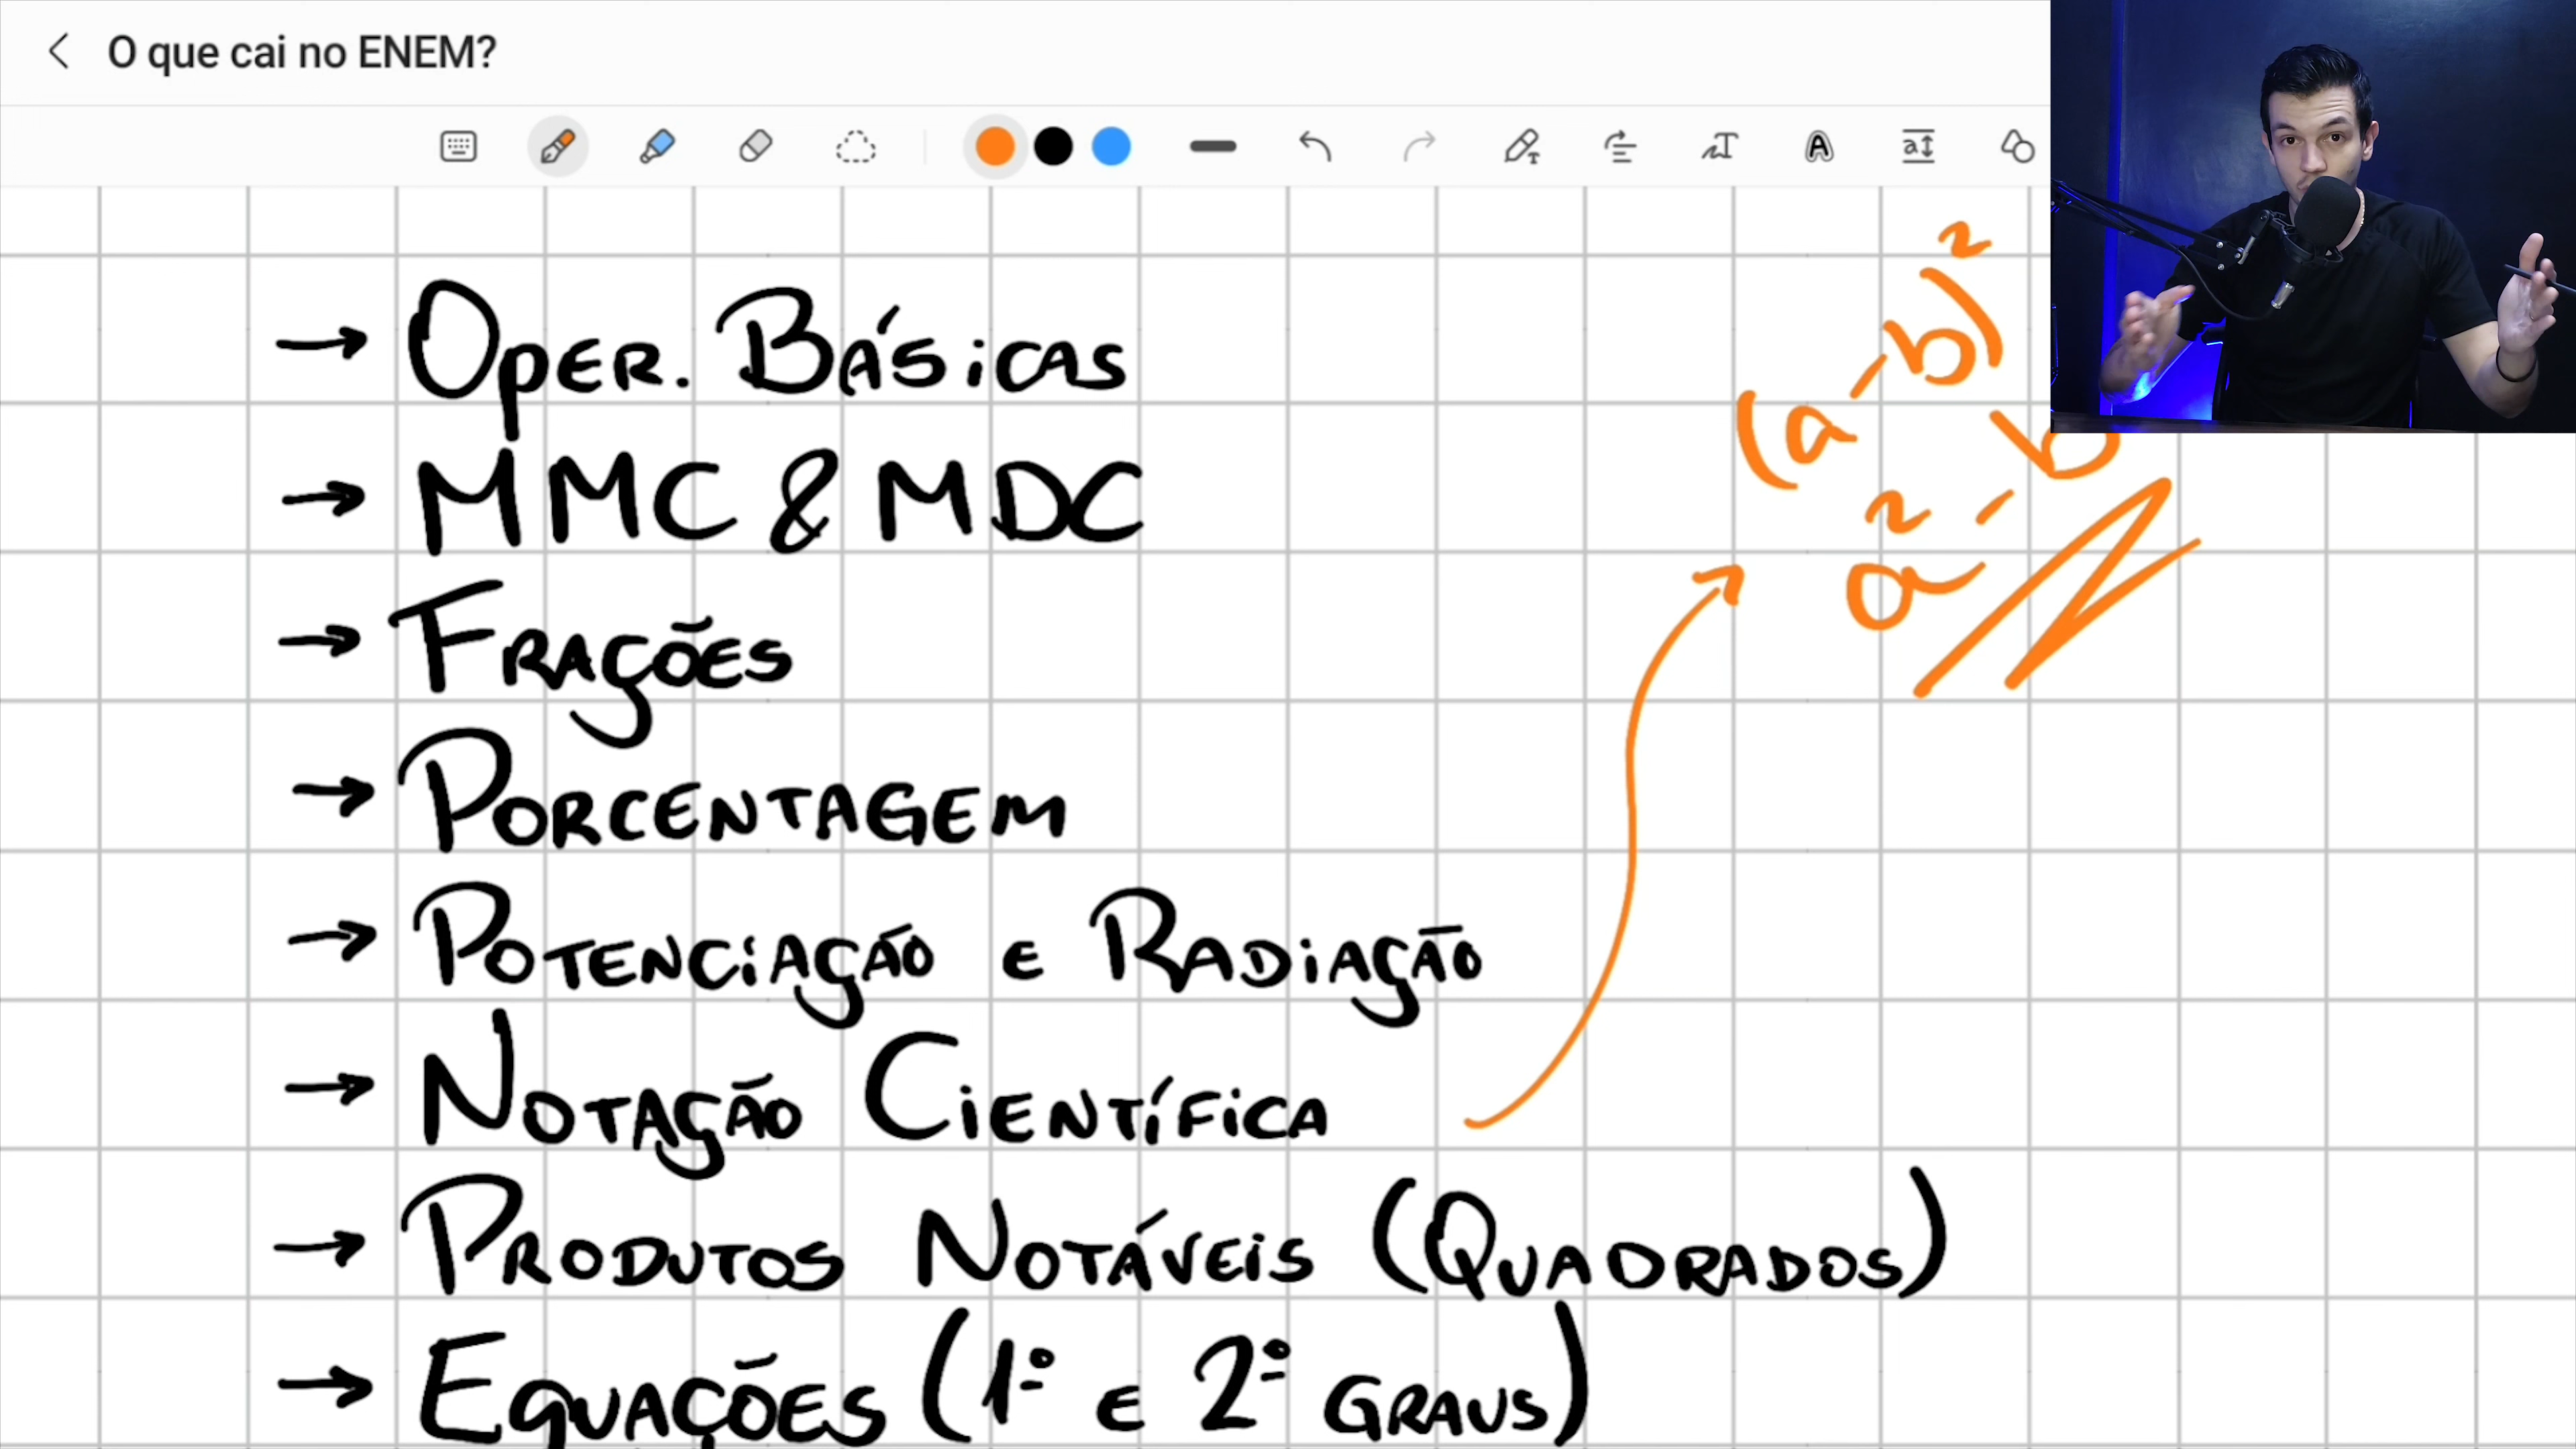 O que cai no ENEM?
→ Oper. Básicas
→ MMC & MDC
→ Frações
→ Porcentagem
→ Potenciação e Radiação
→ Notação Científica
→ Produtos Notáveis (Quadrados)
→ Equações (1º e 2º graus)
(a-b)²
a² - b